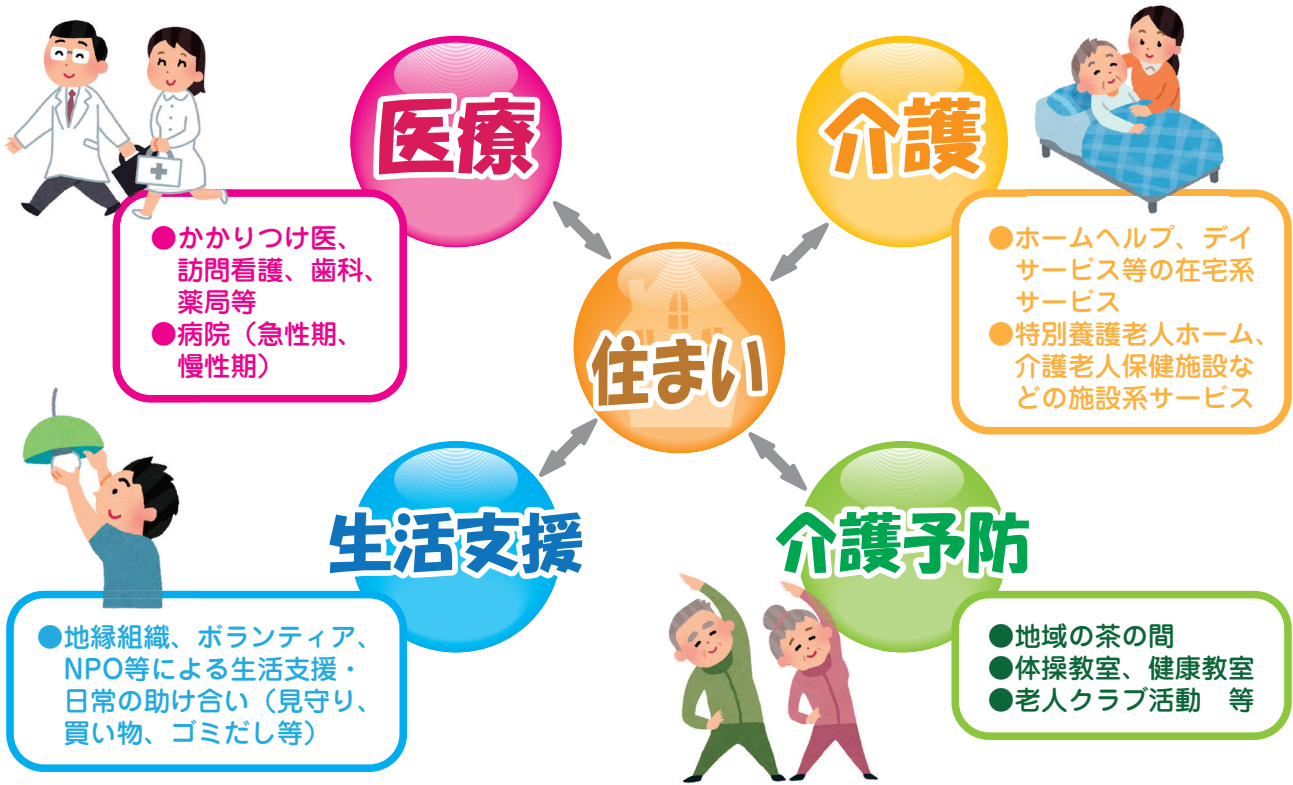 医療
●かかりつけ医、
訪問看護、歯科、
薬局等
●病院（急性期、
慢性期）
介護
●ホームヘルプ、デイ
サービス等の在宅系
サービス
●特別養護老人ホーム、
介護老人保健施設な
どの施設系サービス
住まい
生活支援
●地縁組織、ボランティア、
NPO等による生活支援・
日常の助け合い（見守り、
買い物、ゴミだし等）
介護予防
●地域の茶の間
●体操教室、健康教室
●老人クラブ活動　等